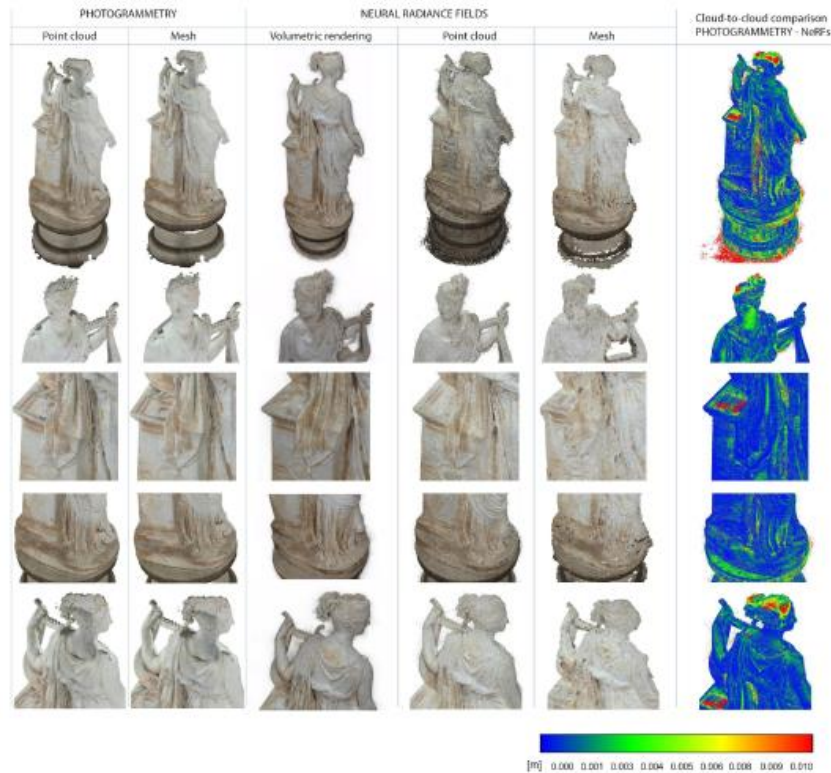 PHOTOGRAMMETRY
NEURAL RADIANCE FIELDS
Cloud-to-cloud comparison
PHOTOGRAMMETRY - NeRFs
Point cloud
Mesh
Volumetric rendering
Point cloud
Mesh
[m] 0.000 0.001 0.003 0.004 0.005 0.006 0.008 0.009 0.010